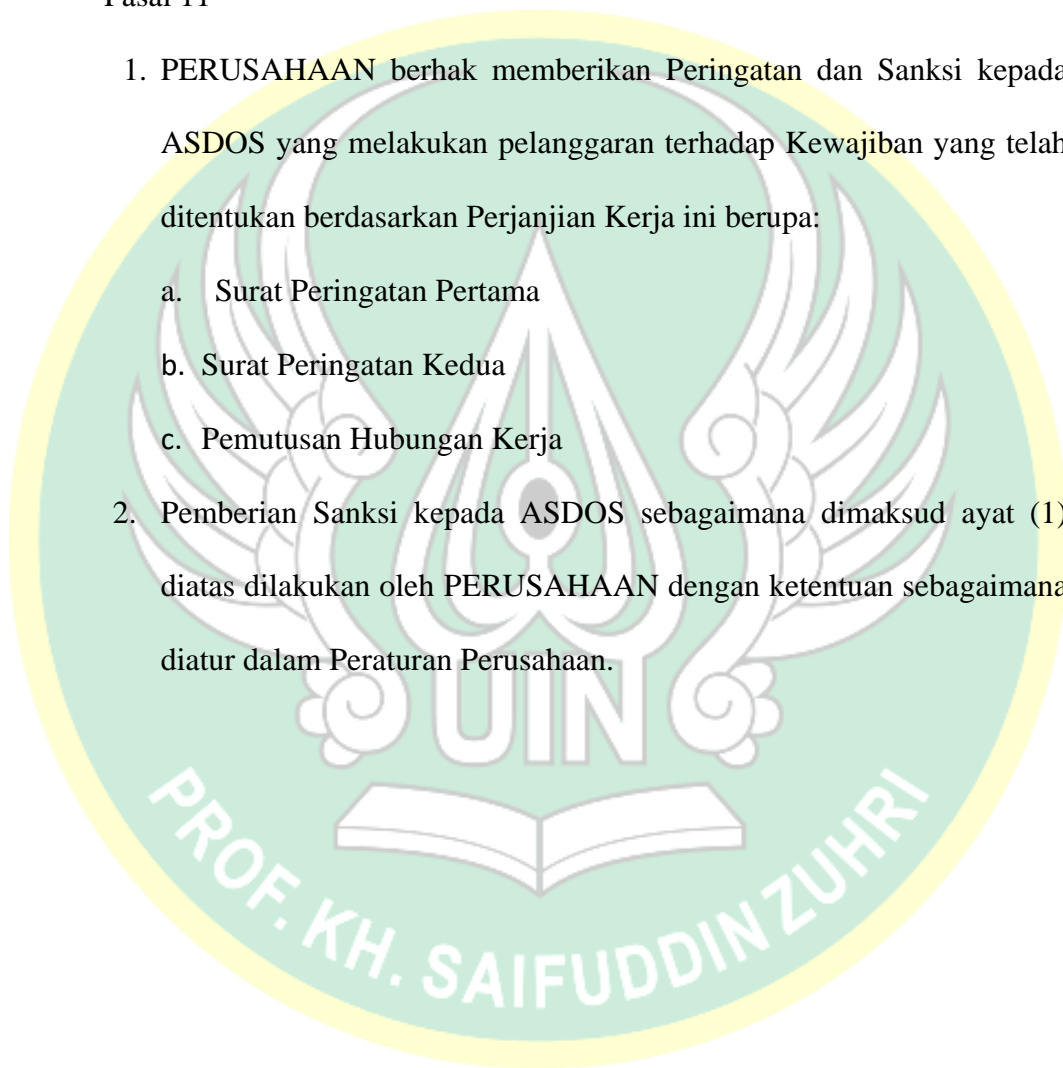 Pasal 11
1. PERUSAHAAN berhak memberikan Peringatan dan Sanksi kepada
ASDOS yang melakukan pelanggaran terhadap Kewajiban yang telah
ditentukan berdasarkan Perjanjian Kerja ini berupa:
a. Surat Peringatan Pertama
b. Surat Peringatan Kedua
c. Pemutusan Hubungan Kerja
2. Pemberian Sanksi kepada ASDOS sebagaimana dimaksud ayat (1)
diatas dilakukan oleh PERUSAHAAN dengan ketentuan sebagaimana
diatur dalam Peraturan Perusahaan.
UIN
PROF. KH. SAIFUDDIN ZUHRI